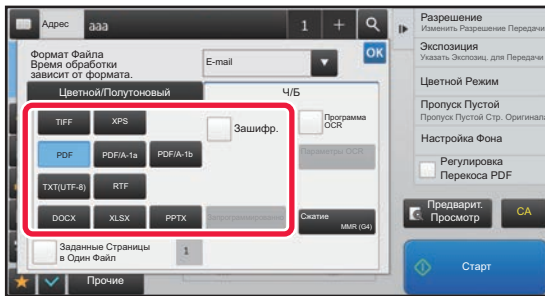 Адрес
aaa
1
+
Формат Файла
Время обработки
зависит от формата.
E-mail
OK
Цветной/Полутоновый
Ч/Б
TIFF
XPS
Зашифр.
Программа
OCR
PDF
PDF/A-1a
PDF/A-1b
Параметры OCR
TXT(UTF-8)
RTF
DOCX
XLSX
PPTX
Запрограммирование
Сжатие
MMR (G4)
Заданные Страницы
в Один Файл
1
Прочие
Разрешение
Изменить Разрешение Передачи
Экспозиция
Указать Экспозиц. для Передачи
Цветной Режим
Пропуск Пустой
Пропуск Пустой Стр. Оригинала
Настройка Фона
Регулировка
Перекоса PDF
Предварит.
Просмотр
CA
Старт